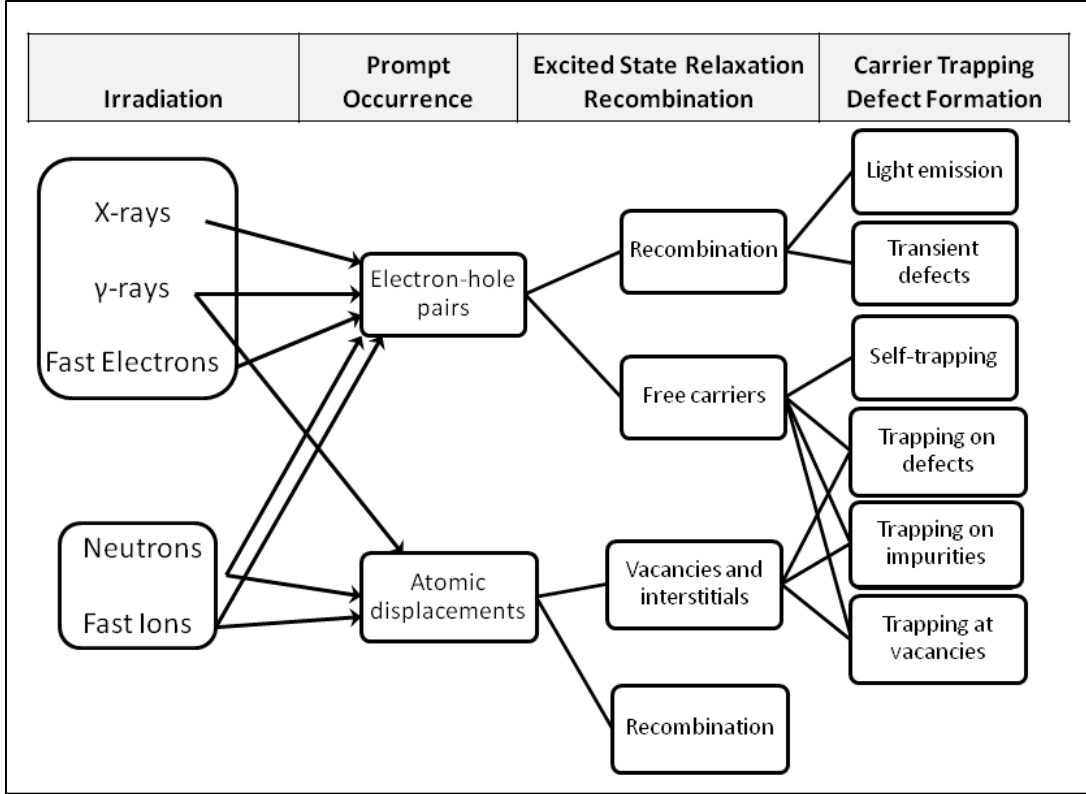 Irradiation
Prompt
Occurrence
Excited State Relaxation
Recombination
Carrier Trapping
Defect Formation
X-rays
γ-rays
Fast Electrons
Neutrons
Fast Ions
Electron-hole
pairs
Atomic
displacements
Recombination
Free carriers
Vacancies and
interstitials
Recombination
Light emission
Transient
defects
Self-trapping
Trapping on
defects
Trapping on
impurities
Trapping at
vacancies